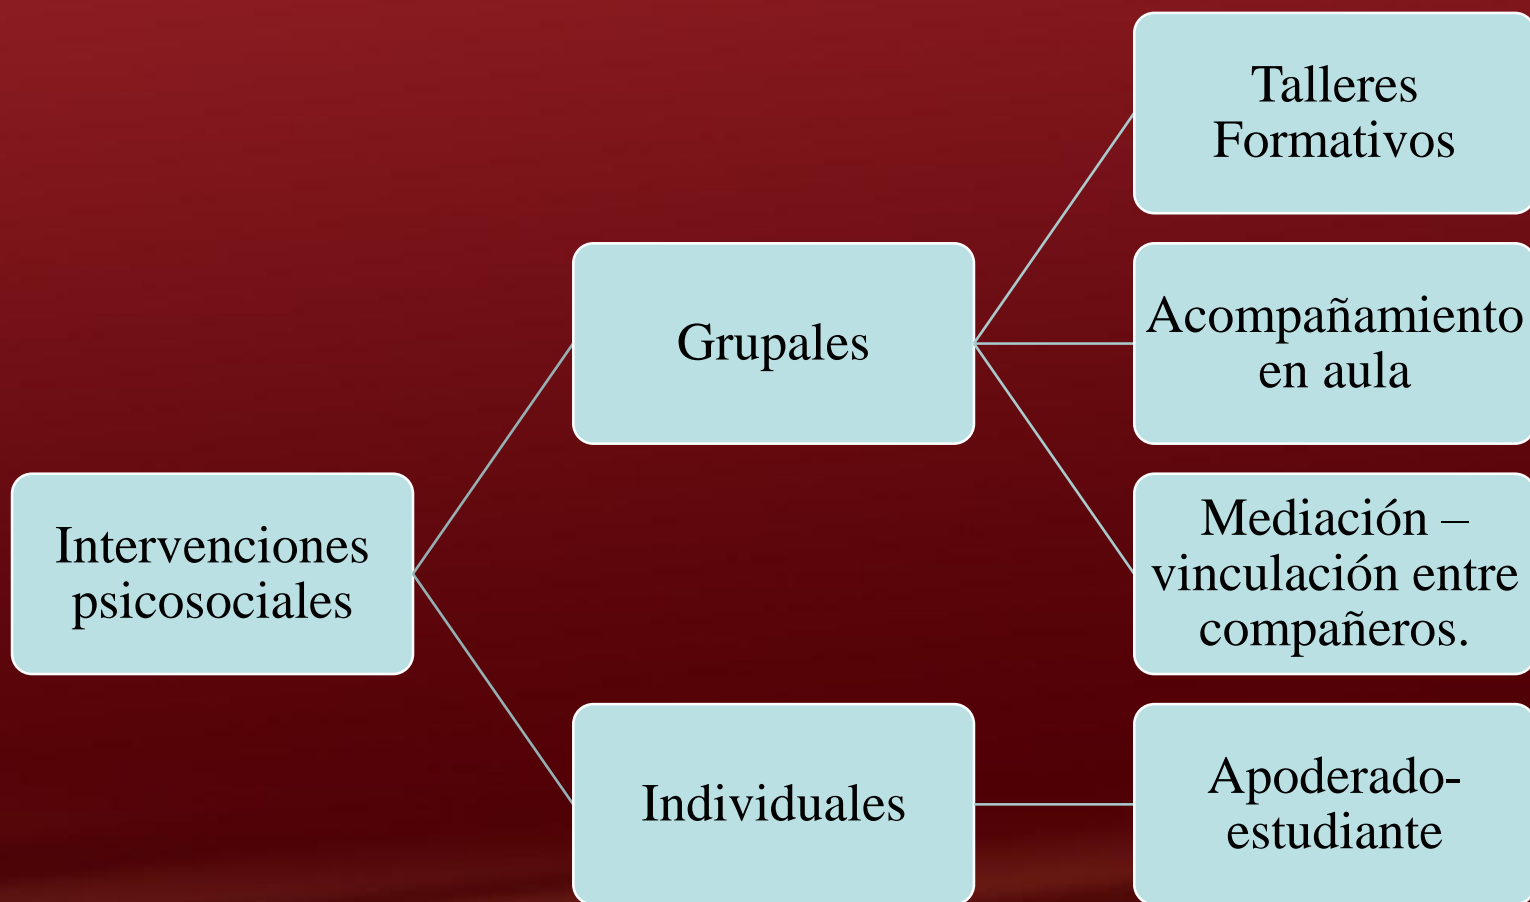 Talleres
Formativos
Grupales
Acompañamiento
en aula
Intervenciones
psicosociales
Mediación –
vinculación entre
compañeros.
Individuales
Apoderado-
estudiante